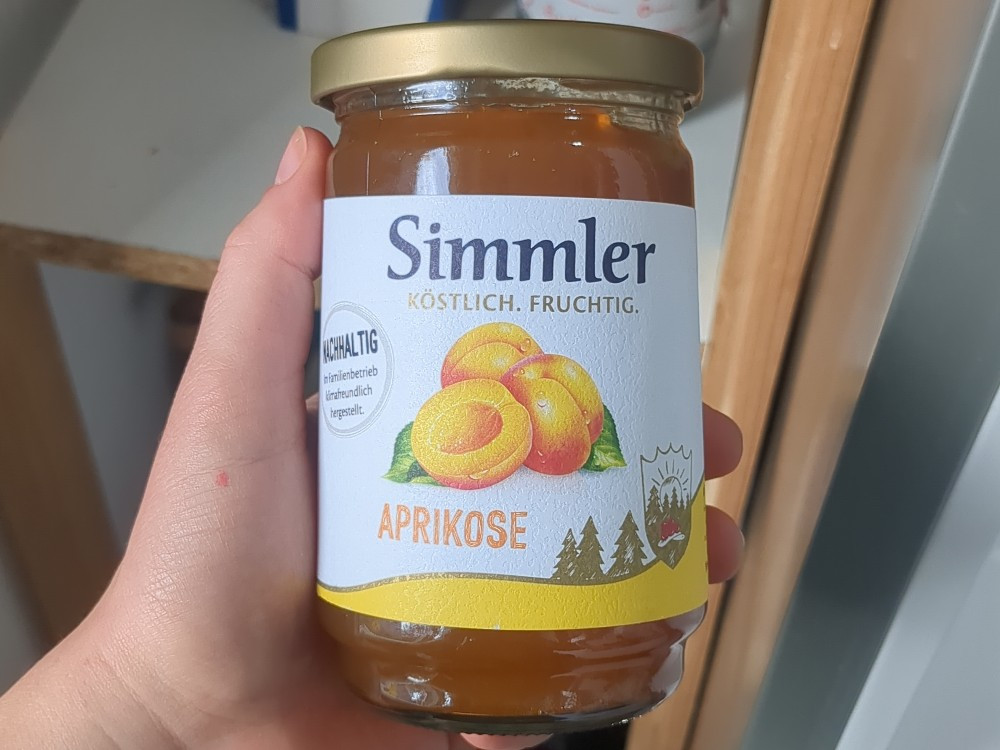 Simmler
KÖSTLICH. FRUCHTIG.
NACHHALTIG
im Familienbetrieb
klimafreundlich
hergestellt.
APRIKOSE